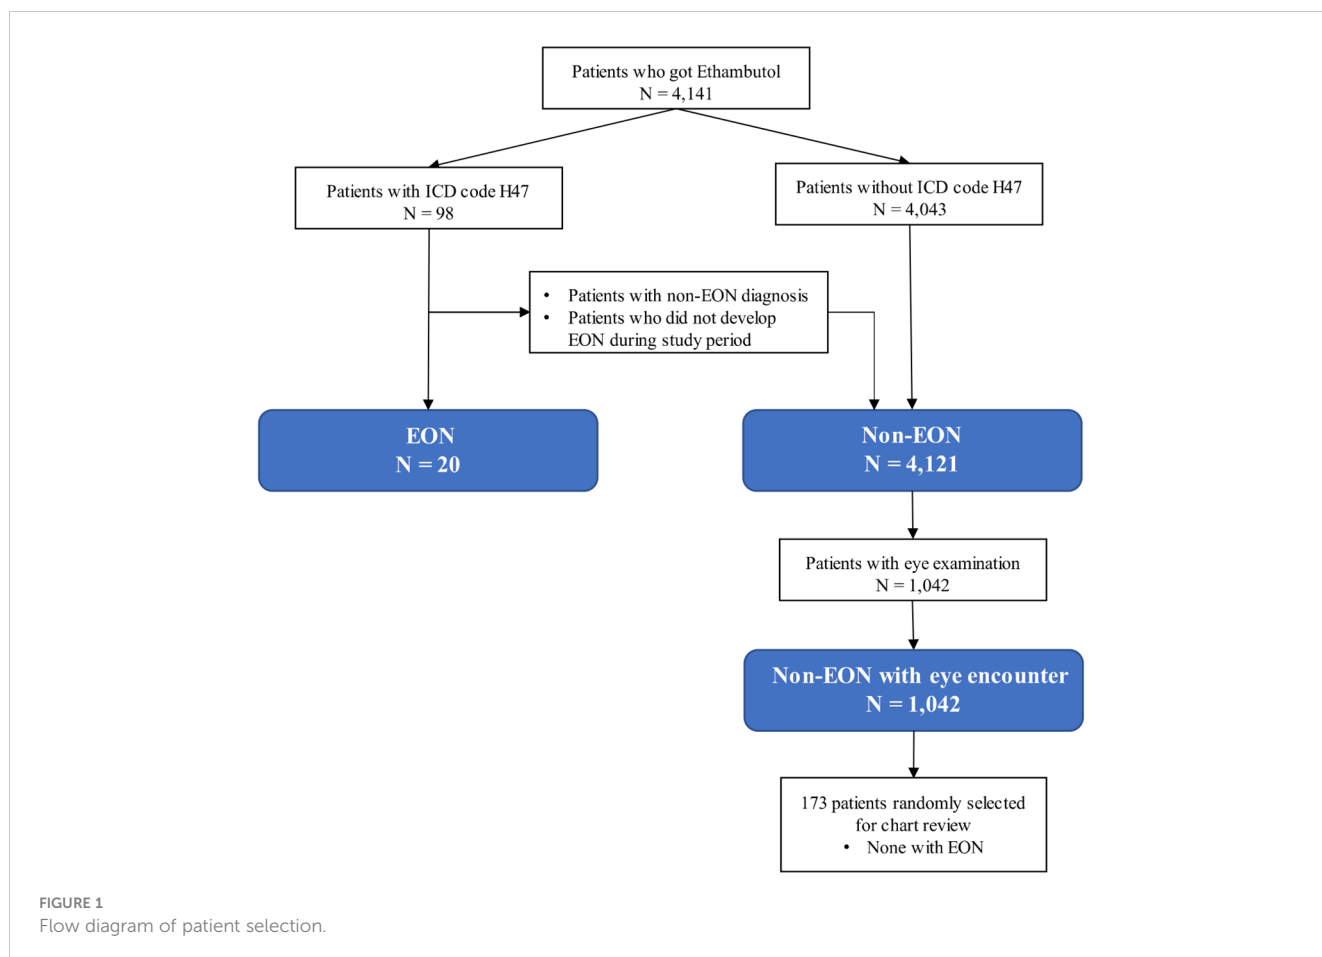 Patients who got Ethambutol
N = 4,141
Patients with ICD code H47
N = 98
Patients without ICD code H47
N = 4,043
• Patients with non-EON diagnosis
• Patients who did not develop
EON during study period
EON
N = 20
Non-EON
N = 4,121
Patients with eye examination
N = 1,042
Non-EON with eye encounter
N = 1,042
173 patients randomly selected
for chart review
• None with EON
FIGURE 1
Flow diagram of patient selection.